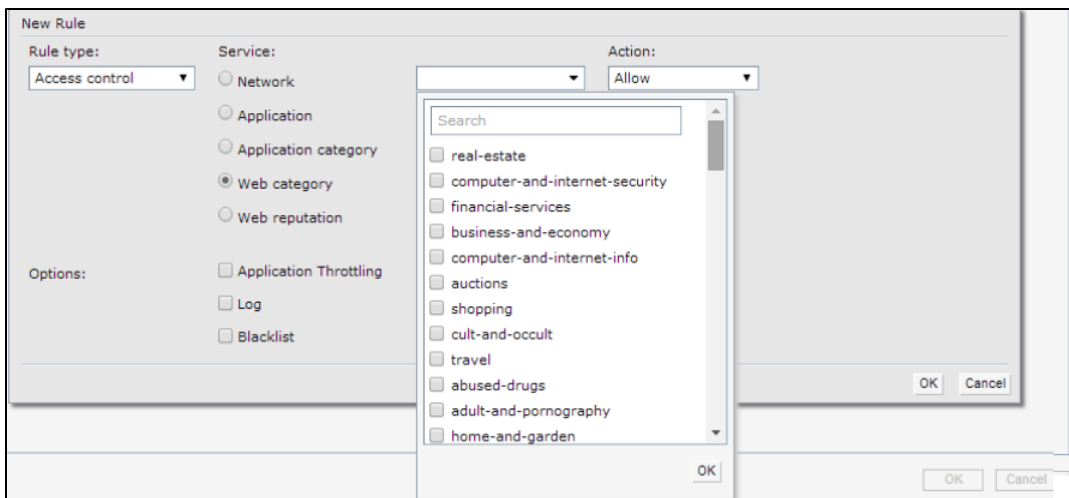 New Rule
Rule type: Service: Action:
Access control Network Allow
Application
Application category
Web category
Web reputation
Options: Application Throttling
Log
Blacklist
Search
real-estate
computer-and-internet-security
financial-services
business-and-economy
computer-and-internet-info
auctions
shopping
cult-and-occult
travel
abused-drugs
adult-and-pornography
home-and-garden
OK
OK Cancel
OK Cancel